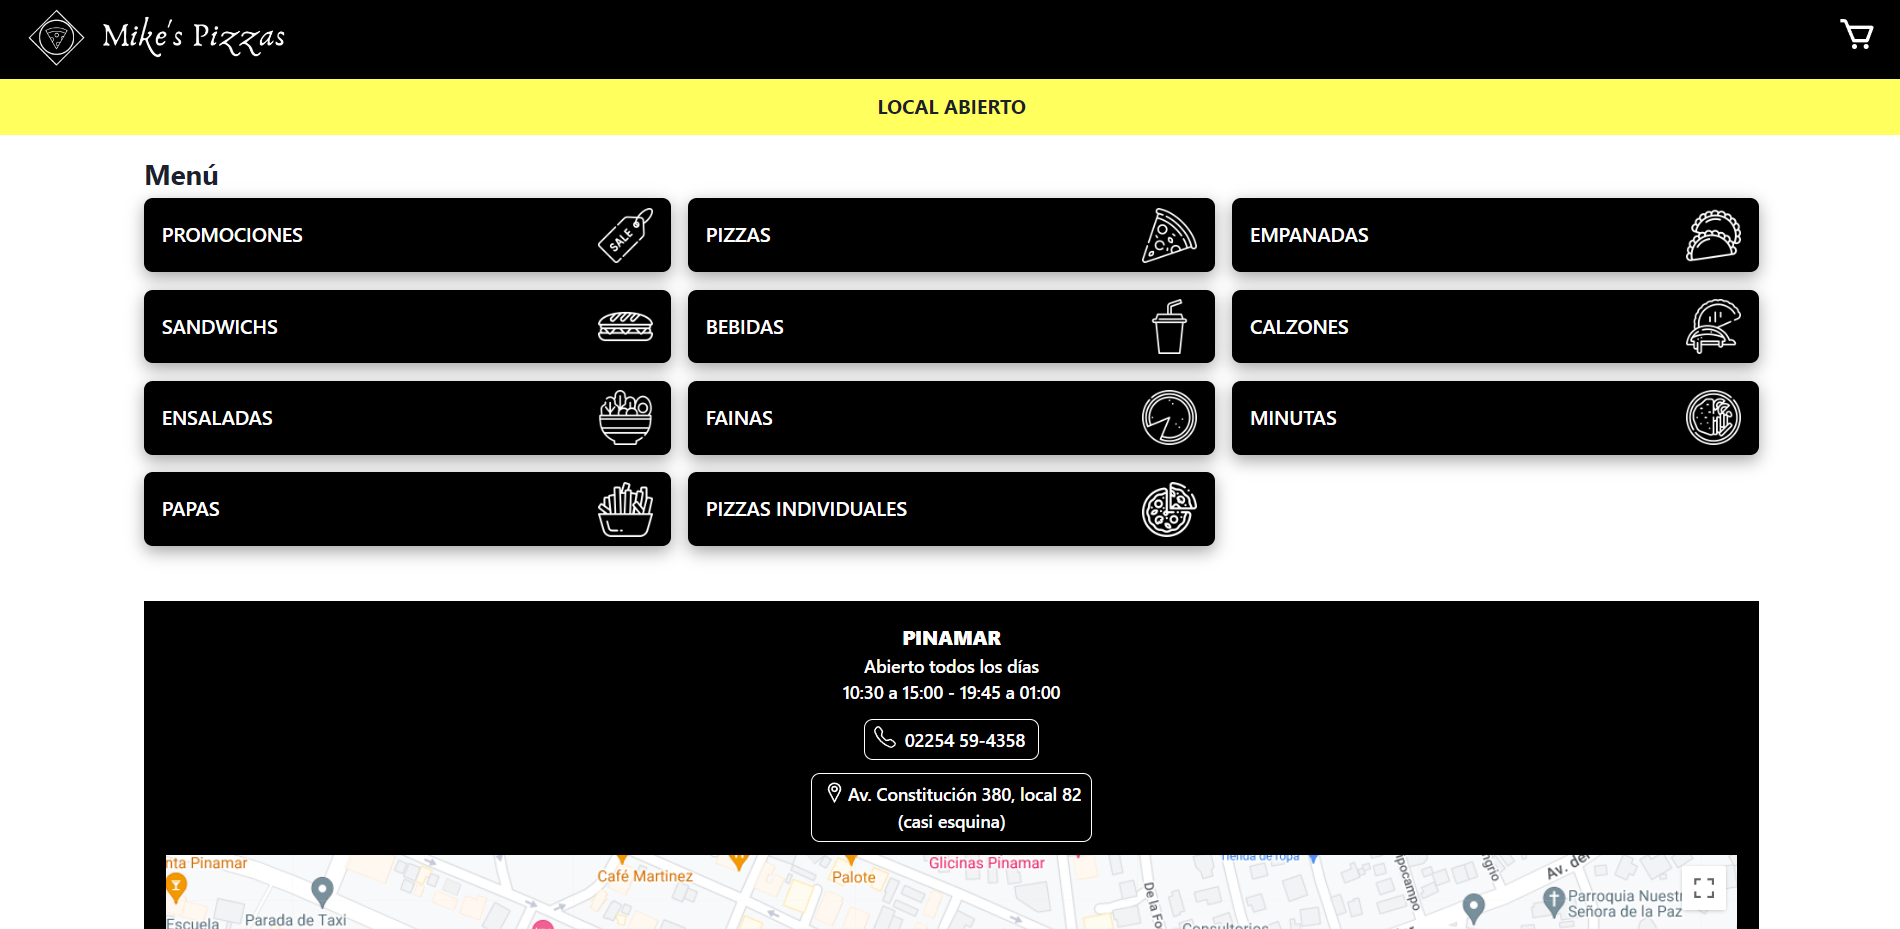 Mike's Pizzas
LOCAL ABIERTO
Menú
PROMOCIONES
SALE
PIZZAS
EMPANADAS
SANDWICHS
BEBIDAS
CALZONES
ENSALADAS
FAINAS
MINUTAS
PAPAS
PIZZAS INDIVIDUALES
PINAMAR
Abierto todos los días
10:30 a 15:00 - 19:45 a 01:00
02254 59-4358
Av. Constitución 380, local 82
(casi esquina)
nta Pinamar
Café Martinez
Palote
Glicinas Pinamar
Tienda de ropa
Av. del
Parroquia Nuestr
Señora de la Paz
De la Fo
Parada de Taxi
Escuela
Consultorios